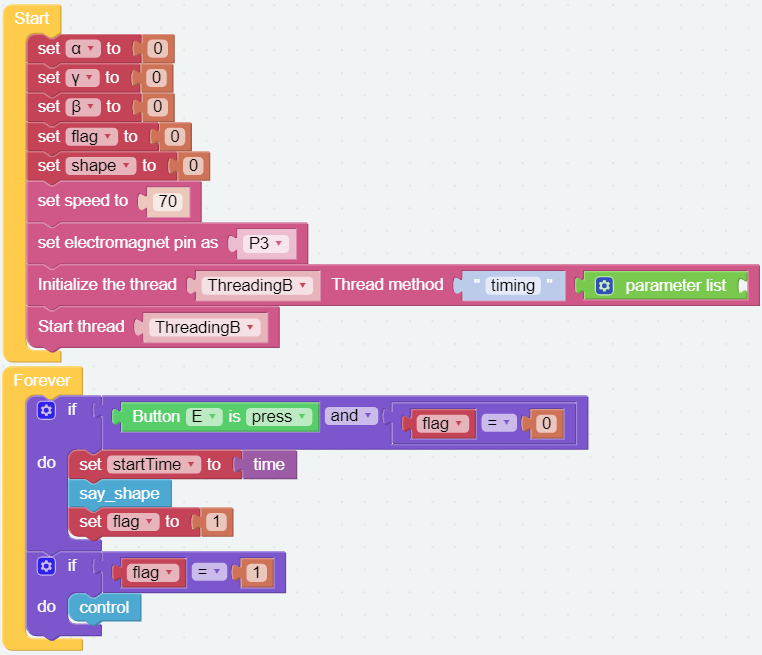 Start
set α to 0
set γ to 0
set β to 0
set flag to 0
set shape to 0
set speed to 70
set electromagnet pin as P3
Initialize the thread ThreadingB Thread method " timing " parameter list
Start thread ThreadingB
Forever
if Button E is press and flag = 0
do set startTime to time
say_shape
set flag to 1
if flag = 1
do control